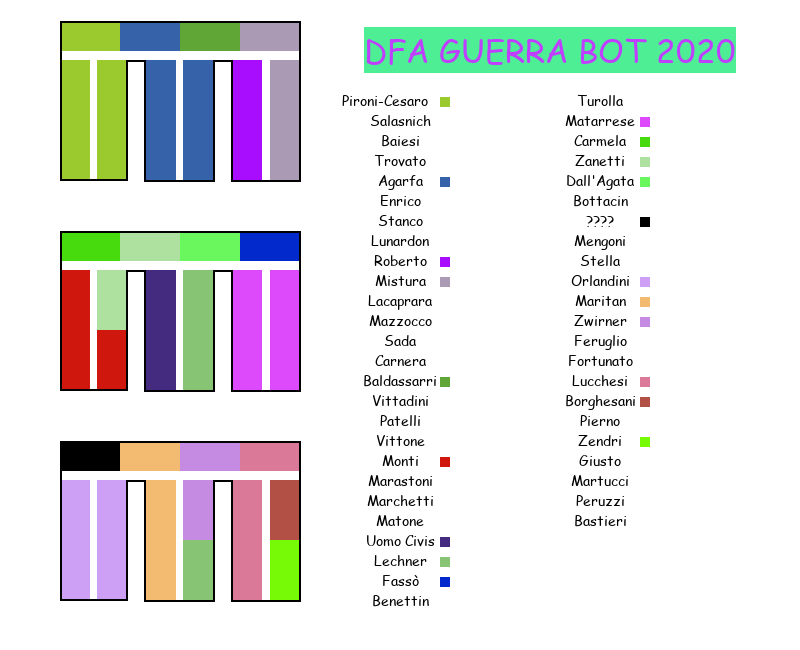 DFA GUERRA BOT 2020
Pironi-Cesaro
Salasnich
Baiesi
Trovato
Agarfa
Enrico
Stanco
Lunardon
Roberto
Mistura
Lacaprara
Mazzocco
Sada
Carnera
Baldassarri
Vittadini
Patelli
Vittone
Monti
Marastoni
Marchetti
Matone
Uomo Civis
Lechner
Fassò
Benettin
Turolla
Matarrese
Carmela
Zanetti
Dall'Agata
Bottacin
????
Mengoni
Stella
Orlandini
Maritan
Zwirner
Feruglio
Fortunato
Lucchesi
Borghesani
Pierno
Zendri
Giusto
Martucci
Peruzzi
Bastieri